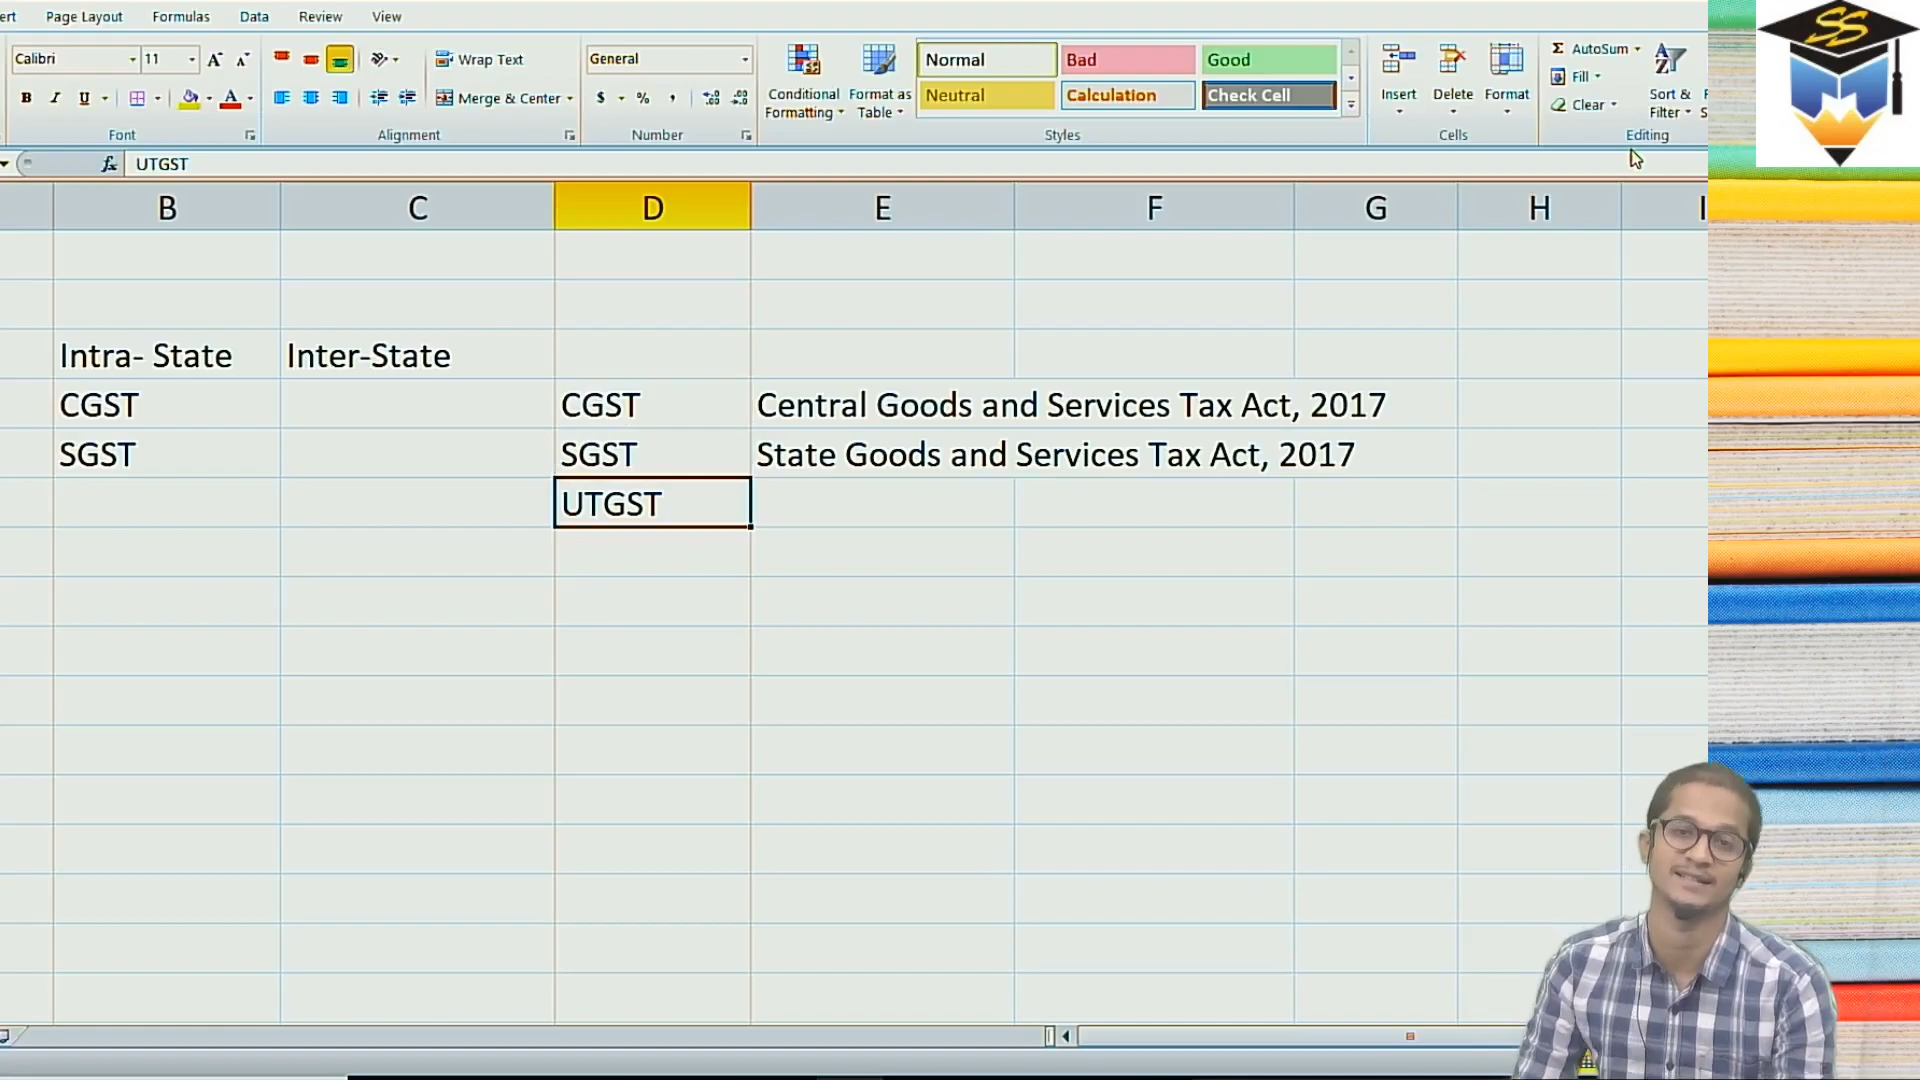 ert Page Layout Formulas Data Review View
Calibri 11 A A Wrap Text General Normal Bad Good Σ AutoSum
Fill
B I U A Merge & Center $ % , Conditional Formatting Format as Table Neutral Calculation Check Cell Insert Delete Format Clear Sort & Filter
Font Alignment Number Styles Cells Editing
fx UTGST
B C D E F G H I
Intra- State Inter-State
CGST CGST Central Goods and Services Tax Act, 2017
SGST SGST State Goods and Services Tax Act, 2017
UTGST
SS